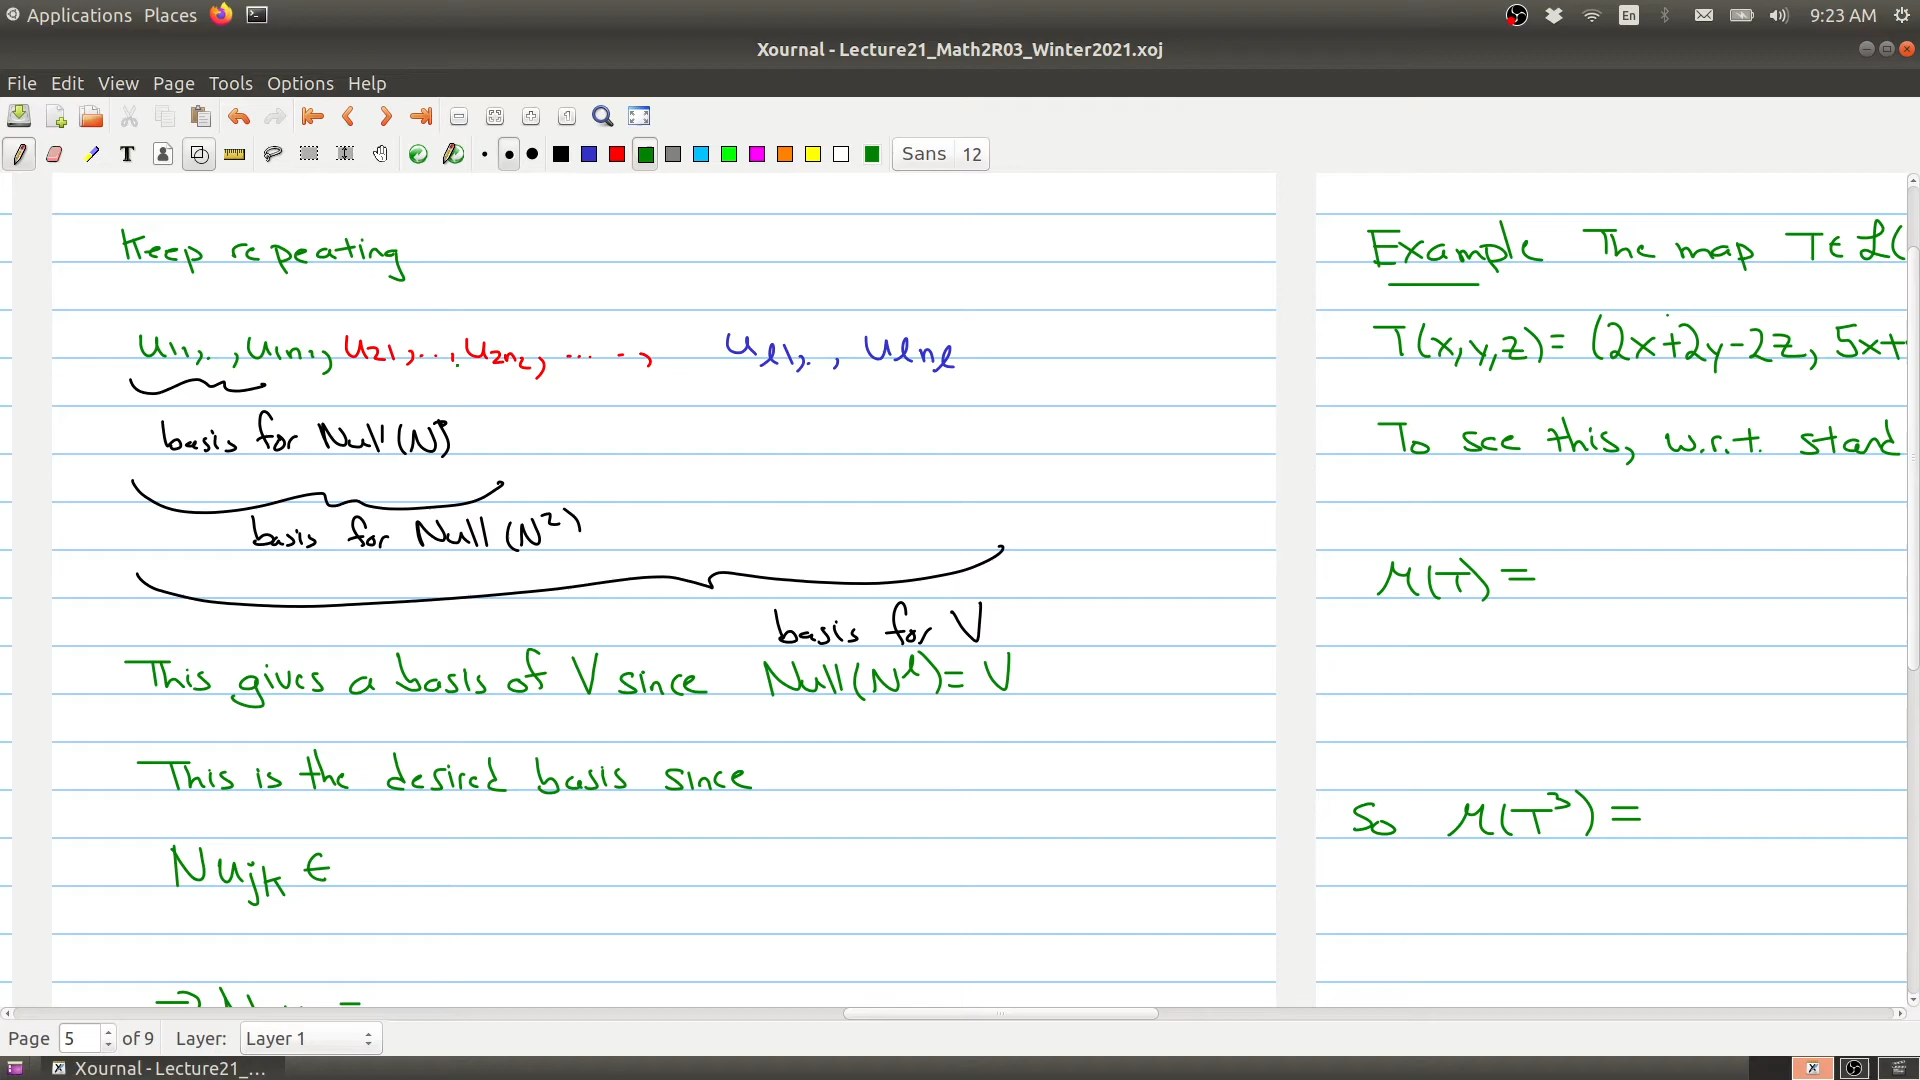 Applications Places En 9:23 AM
Xournal - Lecture21_Math2R03_Winter2021.xoj
File Edit View Page Tools Options Help
T Sans 12
Keep repeating
u11, .. , u1n1, u21, ..., u2n2, ... .. , uℓ1, .. , uℓnℓ
basis for Null(N)
basis for Null(N²)
basis for V
This gives a basis of V since Null(N^ℓ) = V
This is the desired basis since
N ujk ∈
Example The map T ∈ ℒ(
T(x,y,z) = (2x+2y-2z, 5x+
To see this, w.r.t. stand
M(T) =
So M(T³) =
Page 5 of 9 Layer: Layer 1
Xournal - Lecture21_...